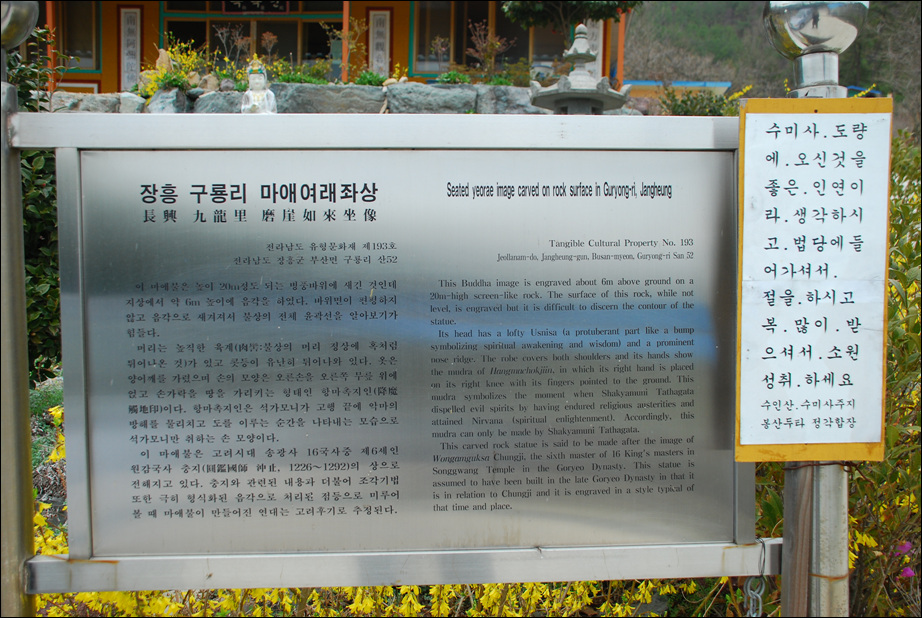 장흥 구룡리 마애여래좌상
長興 九龍里 磨崖如來坐像
전라남도 유형문화재 제193호
전라남도 장흥군 부산면 구룡리 산52
이 마애불은 높이 20m정도 되는 병풍바위에 새긴 것인데
지상에서 약 6m 높이에 음각을 하였다. 바위면이 편평하지
않고 음각으로 새겨져서 불상의 전체 윤곽선을 알아보기가
힘들다.
머리는 높직한 육계(肉髻:불상의 머리 정상에 혹처럼
튀어나온 것)가 있고 콧등이 유난히 튀어나와 있다. 옷은
양어깨를 가렸으며 손의 모양은 오른손을 오른쪽 무릎 위에
얹고 손가락을 땅을 가리키는 형태인 항마촉지인(降魔
觸地印)이다. 항마촉지인은 석가모니가 고행 끝에 악마의
방해를 물리치고 도를 이루는 순간을 나타내는 모습으로
석가모니만 취하는 손 모양이다.
이 마애불은 고려시대 송광사 16국사중 제6세인
원감국사 충지(圓鑑國師 沖止, 1226~1292)의 상으로
전해지고 있다. 충지와 관련된 내용과 더불어 조각기법
또한 극히 형식화된 음각으로 처리된 점등으로 미루어
볼 때 마애불이 만들어진 연대는 고려후기로 추정된다.
Seated yeorae image carved on rock surface in Guryong-ri, Jangheung
Tangible Cultural Property No. 193
Jeollanam-do, Jangheung-gun, Busan-myeon, Guryong-ri San 52
This Buddha image is engraved about 6m above ground on a
20m-high screen-like rock. The surface of this rock, while not
level, is engraved but it is difficult to discern the contour of the
statue.
Its head has a lofty Usnisa (a protuberant part like a bump
symbolizing spiritual awakening and wisdom) and a prominent
nose ridge. The robe covers both shoulders and its hands show
the mudra of Hangmachokjiin, in which its right hand is placed
on its right knee with its fingers pointed to the ground. This
mudra symbolizes the moment when Shakyamuni Tathagata
dispelled evil spirits by having endured religious austerities and
attained Nirvana (spiritual enlightenment). Accordingly, this
mudra can only be made by Shakyamuni Tathagata.
This carved rock statue is said to be made after the image of
Wongamguksa Chungji, the sixth master of 16 King's masters in
Songgwang Temple in the Goryeo Dynasty. This statue is
assumed to have been built in the late Goryeo Dynasty in that it
is in relation to Chungji and it is engraved in a style typical of
that time and place.
수미사.도량
에.오신것을
좋은.인연이
라.생각하시
고.법당에들
어가셔서.
절을.하시고
복.많이.받
으셔서.소원
성취.하세요
수인산.수미사주지
봉산두타 정각합장